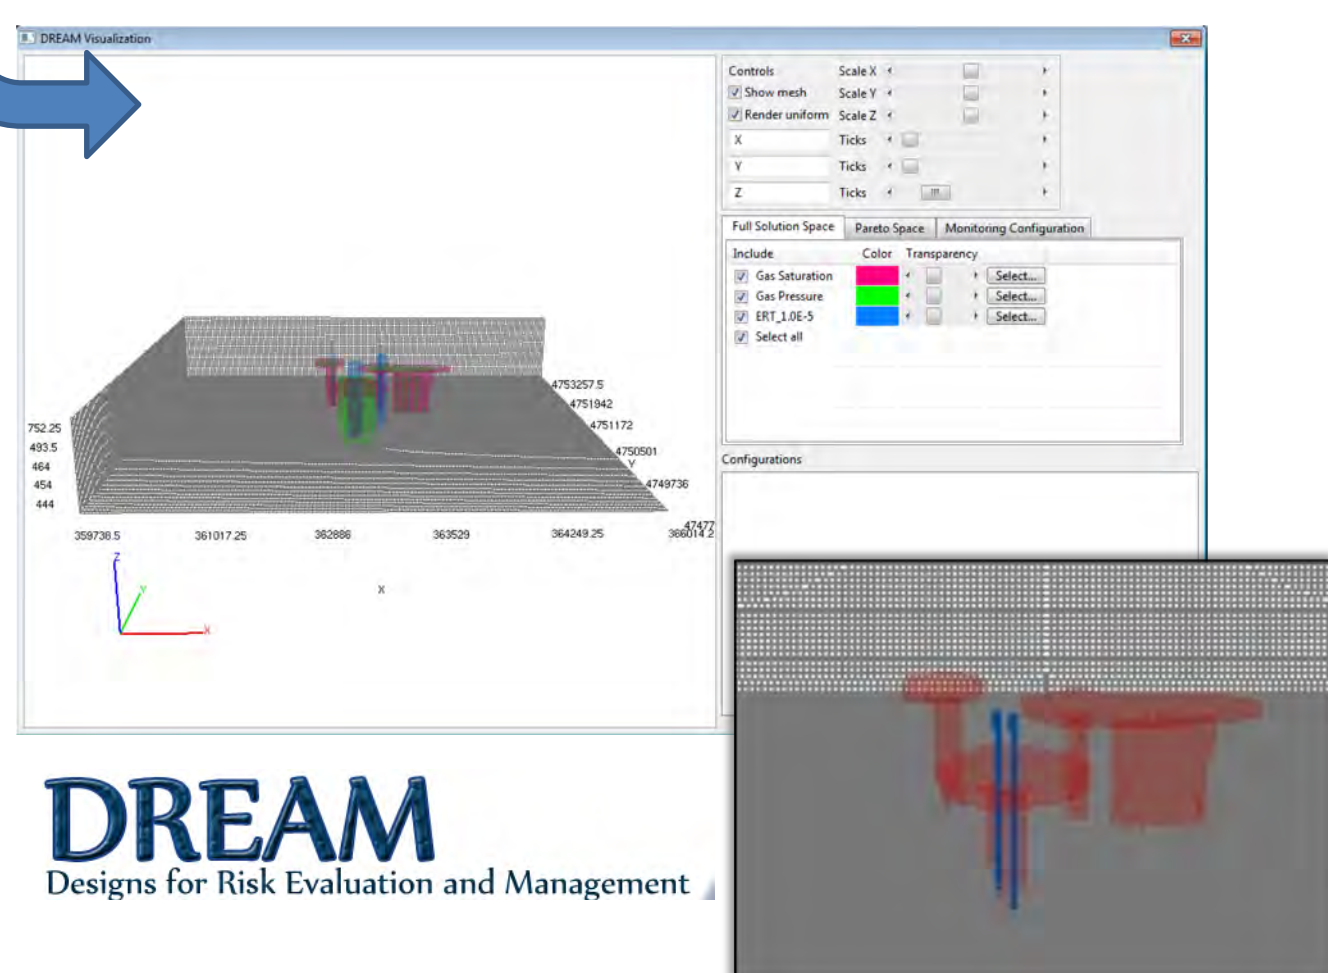 DREAM Visualization
Controls Scale X
Show mesh Scale Y
Render uniform Scale Z
X Ticks
Y Ticks
Z Ticks
Full Solution Space Pareto Space Monitoring Configuration
Include Color Transparency
Gas Saturation Select...
Gas Pressure Select...
ERT_1.0E-5 Select...
Select all
Configurations
4753257.5
4751942
4751172
4750501
Y
4749736
47477
752.25
493.5
464
454
444
359738.5 361017.25 362886 363529 364249.25 366014.2
X
Z
Y
X
DREAM
Designs for Risk Evaluation and Management